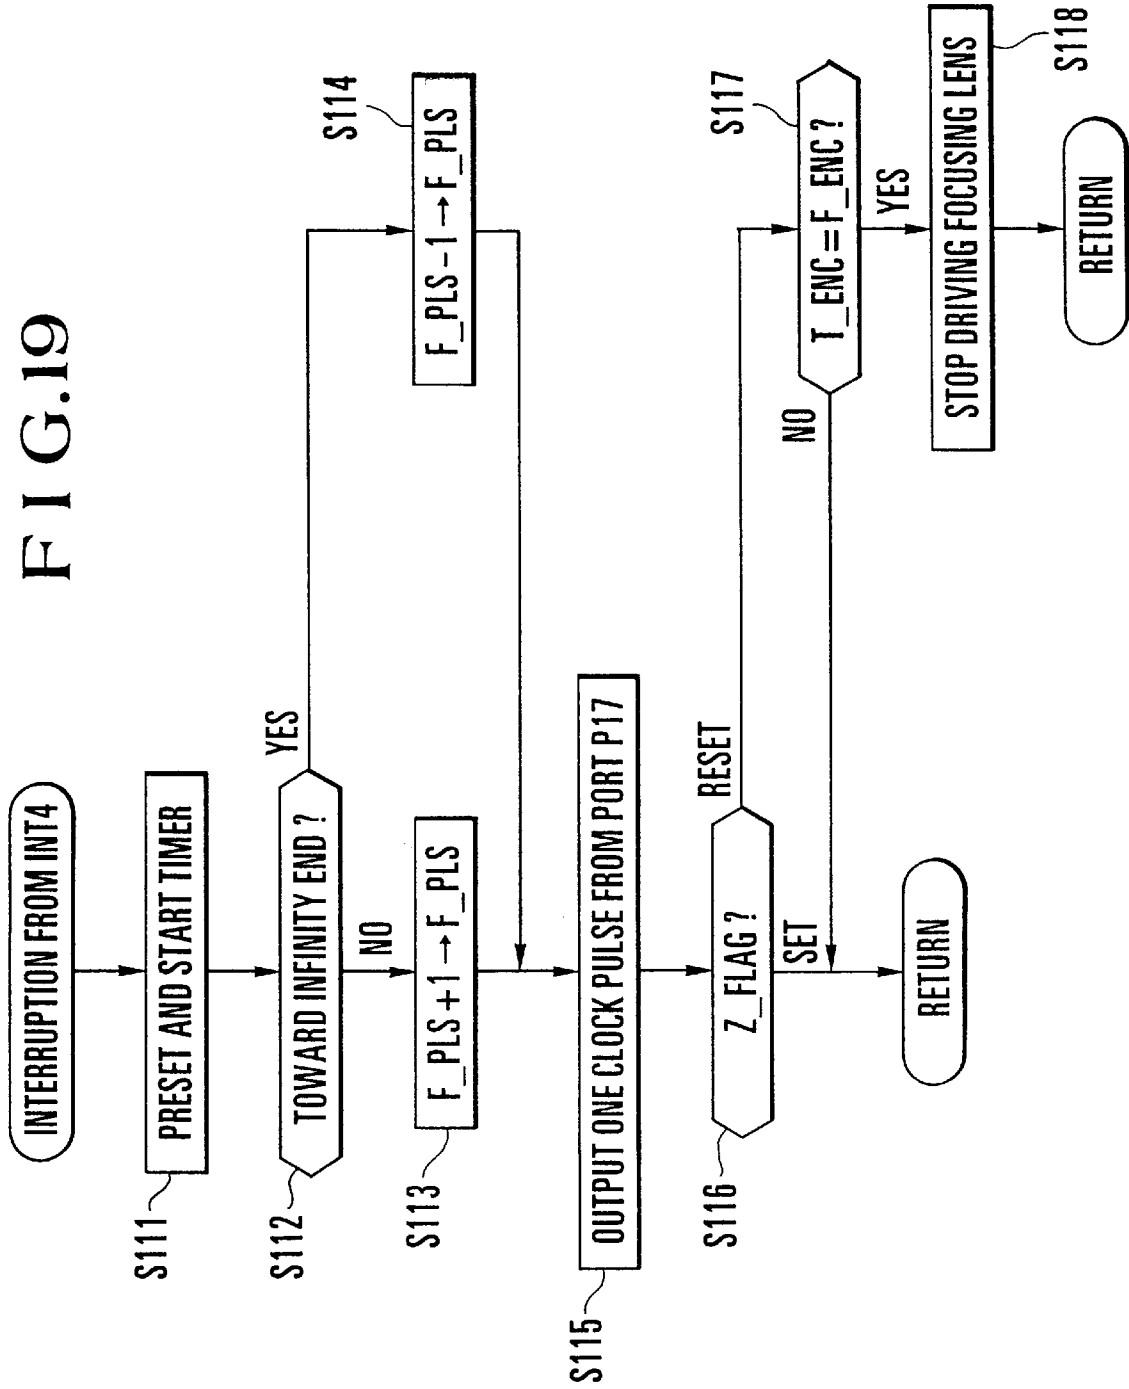 FIG.19
INTERRUPTION FROM INT4
PRESET AND START TIMER
S111
TOWARD INFINITY END ?
S112
YES
NO
F_PLS+1→F_PLS
S113
F_PLS−1→F_PLS
S114
OUTPUT ONE CLOCK PULSE FROM PORT P17
S115
Z_FLAG ?
S116
RESET
SET
T_ENC=F_ENC ?
S117
NO
YES
STOP DRIVING FOCUSING LENS
S118
RETURN
RETURN